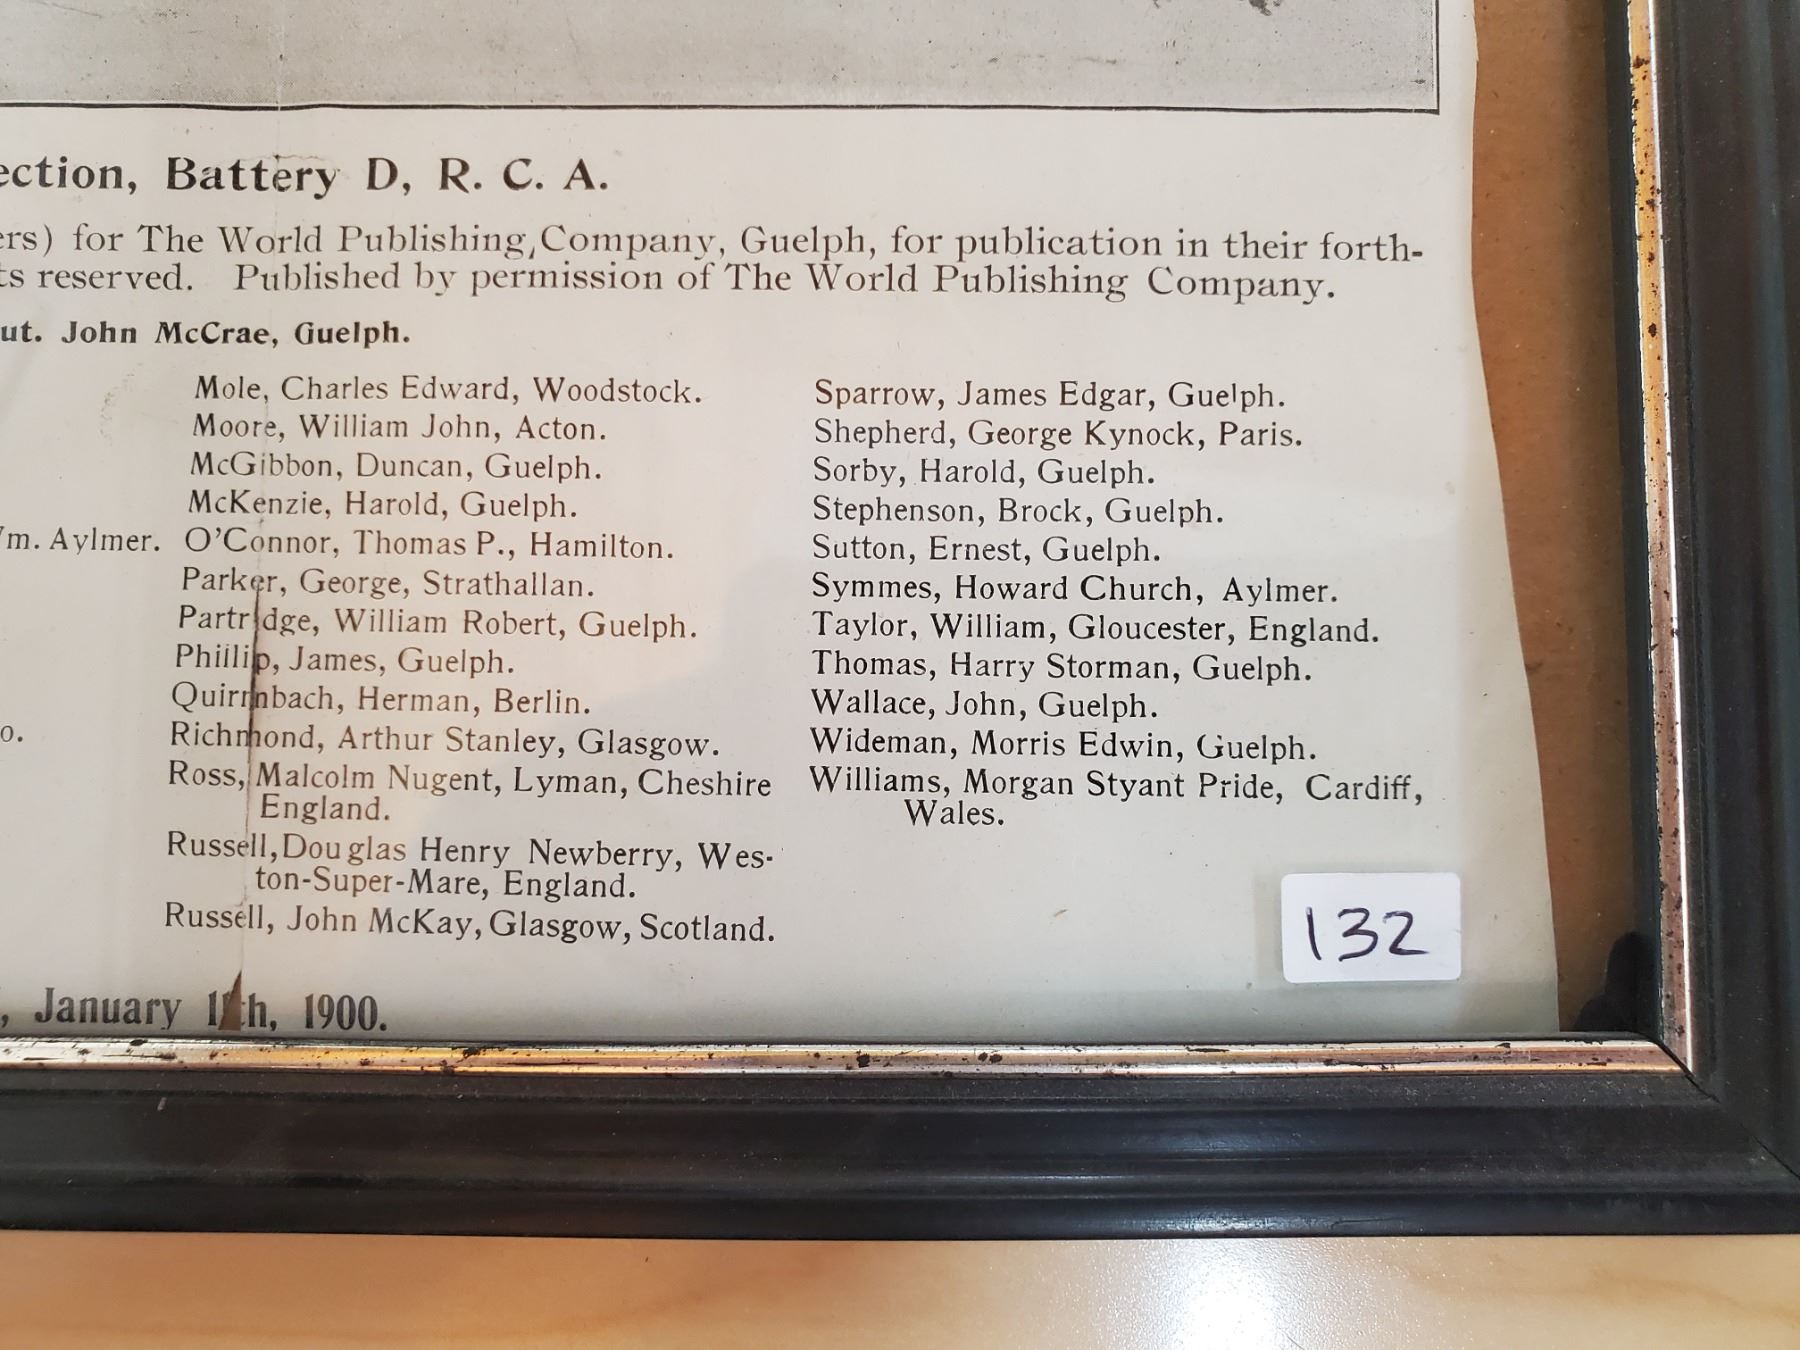 ection, Battery D, R. C. A.
ers) for The World Publishing, Company, Guelph, for publication in their forth-
ts reserved. Published by permission of The World Publishing Company.
ut. John McCrae, Guelph.
Mole, Charles Edward, Woodstock.
Moore, William John, Acton.
McGibbon, Duncan, Guelph.
McKenzie, Harold, Guelph.
m. Aylmer.
O'Connor, Thomas P., Hamilton.
Parker, George, Strathallan.
Partridge, William Robert, Guelph.
Phillip, James, Guelph.
Quirmbach, Herman, Berlin.
o.
Richmond, Arthur Stanley, Glasgow.
Ross, Malcolm Nugent, Lyman, Cheshire
England.
Russell, Douglas Henry Newberry, Wes-
ton-Super-Mare, England.
Russell, John McKay, Glasgow, Scotland.
Sparrow, James Edgar, Guelph.
Shepherd, George Kynock, Paris.
Sorby, Harold, Guelph.
Stephenson, Brock, Guelph.
Sutton, Ernest, Guelph.
Symmes, Howard Church, Aylmer.
Taylor, William, Gloucester, England.
Thomas, Harry Storman, Guelph.
Wallace, John, Guelph.
Wideman, Morris Edwin, Guelph.
Williams, Morgan Styant Pride, Cardiff,
Wales.
132
, January 1900.